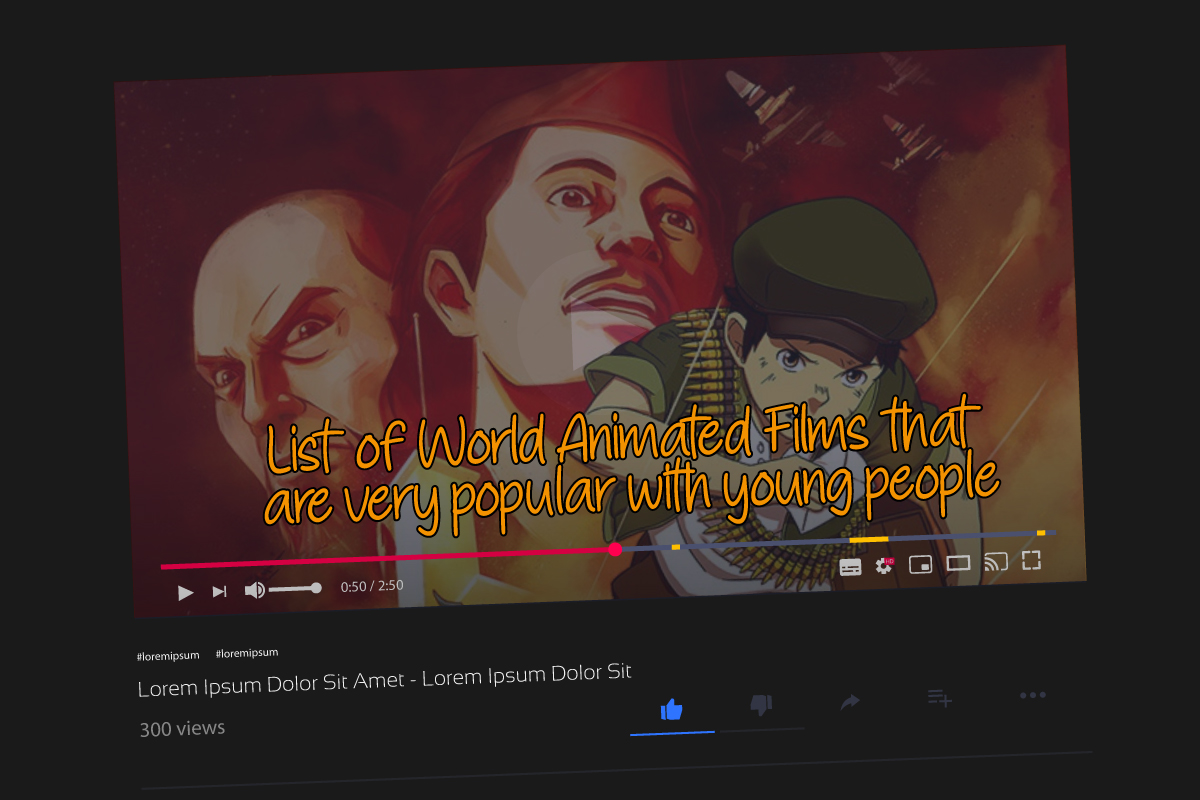 List of World Animated Films that
are very popular with young people
HD
0:50 / 2:50
#loremipsum #loremipsum
Lorem Ipsum Dolor Sit Amet - Lorem Ipsum Dolor Sit
300 views